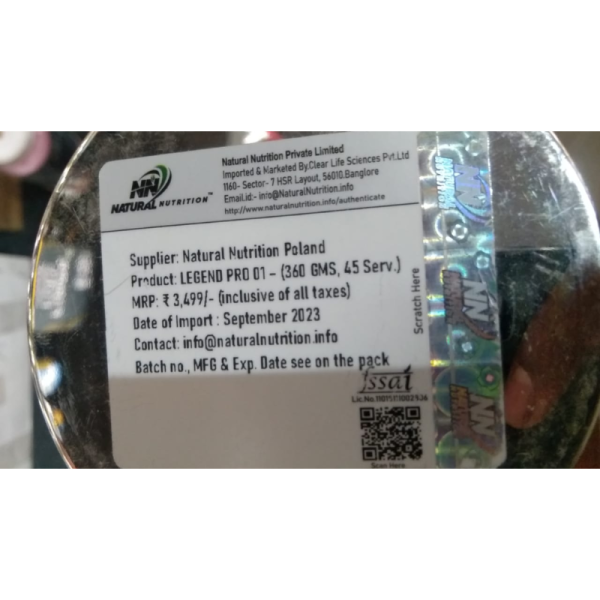 NN
NATURAL NUTRITION™
Natural Nutrition Private Limited
Imported & Marketed By,Clear Life Sciences Pvt.Ltd
1160- Sector- 7 HSR Layout, 56010.Banglore
Email.id:- info@NaturalNutrition.info
http://www.naturalnutrition.info/authenticate
Supplier: Natural Nutrition Poland
Product: LEGEND PRO 01 - (360 GMS, 45 Serv.)
MRP: ₹ 3,499/- (inclusive of all taxes)
Date of Import : September 2023
Contact: info@naturalnutrition.info
Batch no., MFG & Exp. Date see on the pack
fssai
Scan Here
Scratch Here
NN
NN
NN